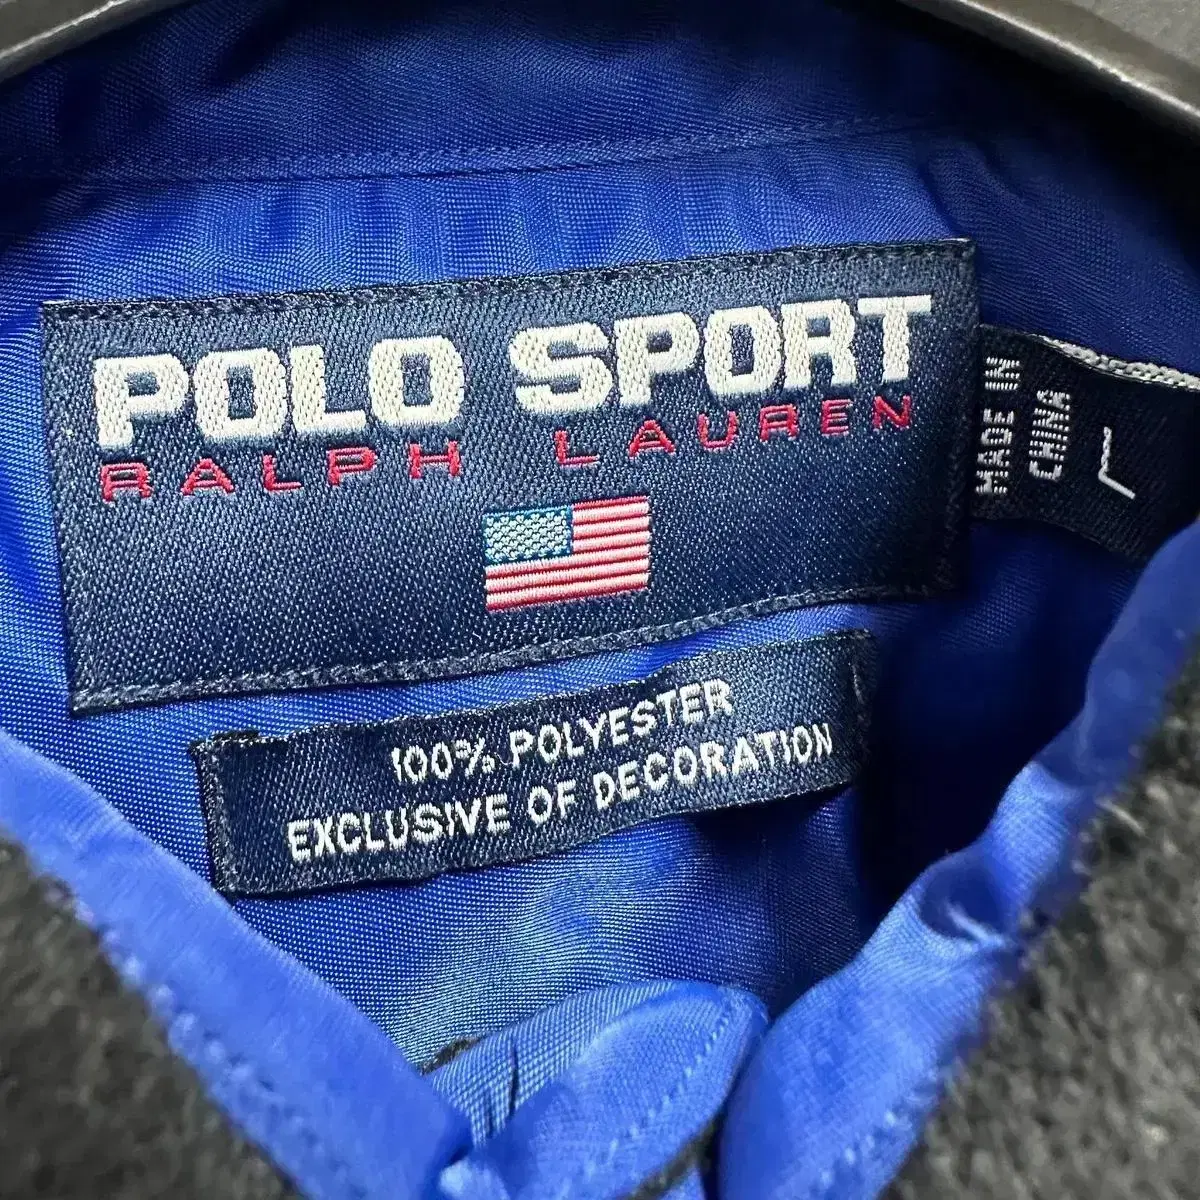 POLO SPORT
RALPH LAUREN
MADE IN
CHINA
L
100% POLYESTER
EXCLUSIVE OF DECORATION